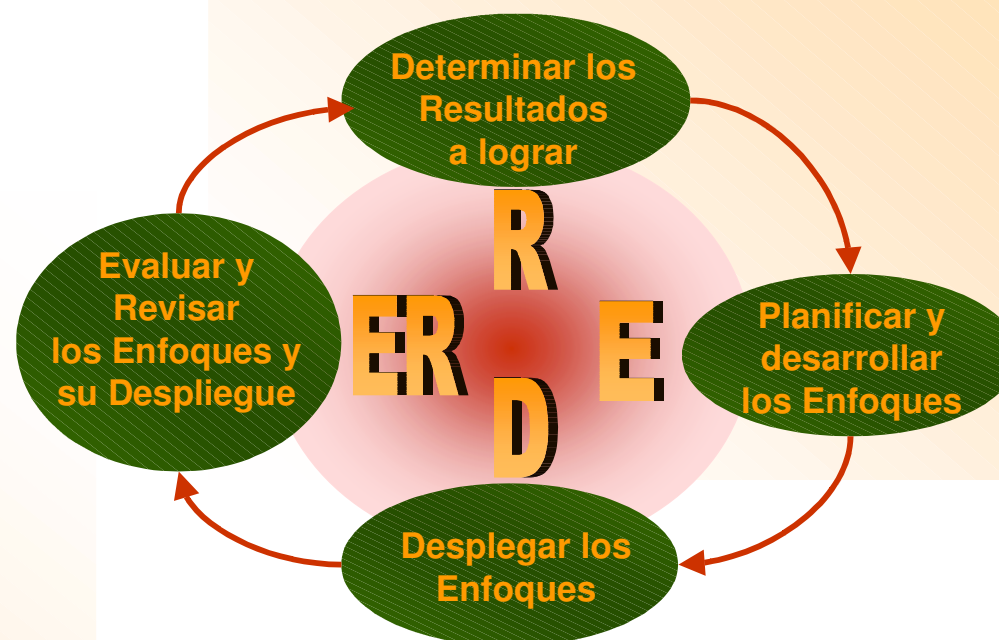 Determinar los
Resultados
a lograr
R
Evaluar y
Revisar
los Enfoques y
su Despliegue
ER
E
Planificar y
desarrollar
los Enfoques
D
Desplegar los
Enfoques